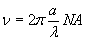 ν = 2π a/λ NA